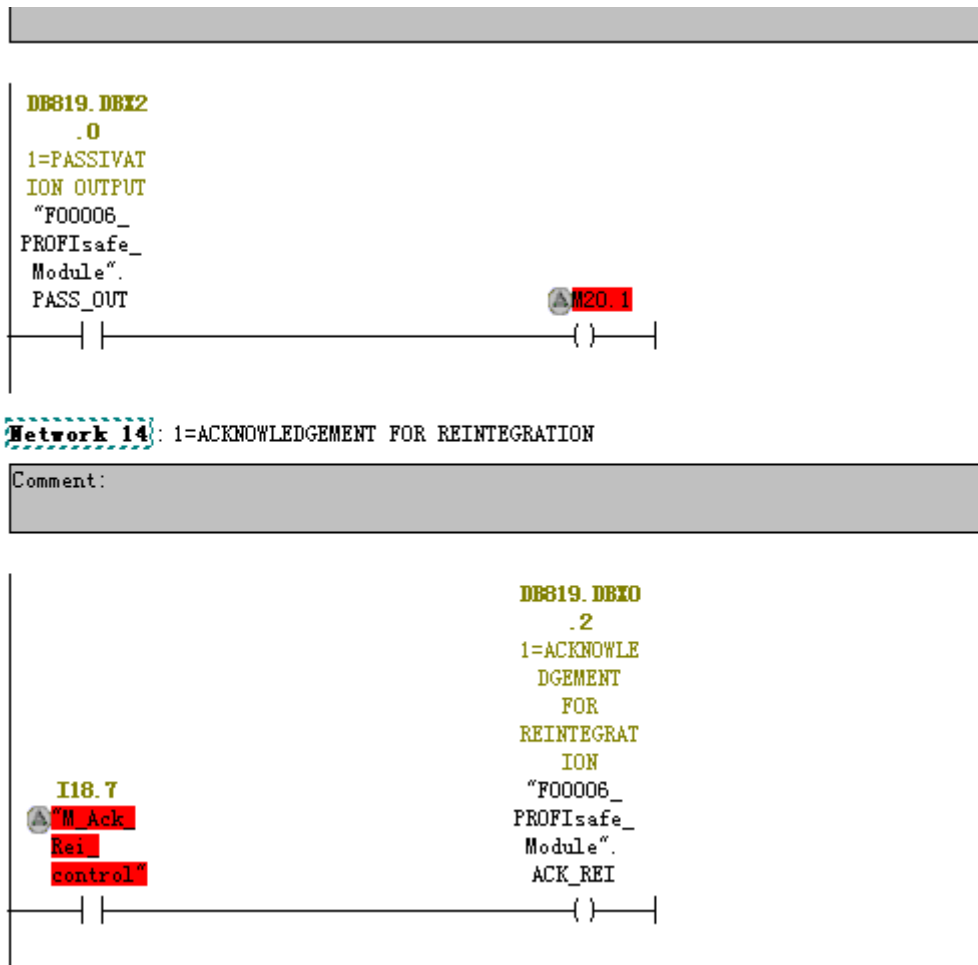 DB819.DBX2
.0
1=PASSIVAT
ION OUTPUT
"F00006_
PROFIsafe_
Module".
PASS_OUT
M20.1
Network 14: 1=ACKNOWLEDGEMENT FOR REINTEGRATION
Comment:
DB819.DBX0
.2
1=ACKNOWLE
DGEMENT
FOR
REINTEGRAT
ION
"F00006_
PROFIsafe_
Module".
ACK_REI
I18.7
"M_Ack_
Rei_
control"